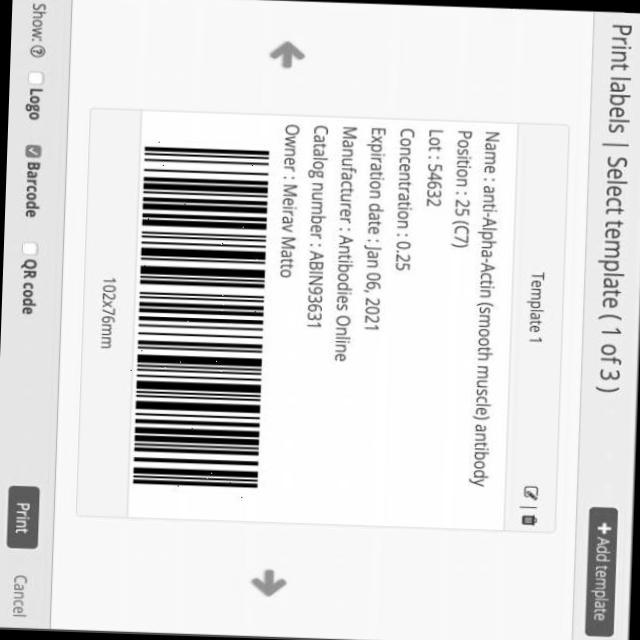 Print labels | Select template ( 1 of 3 )
+ Add template
Template 1
Name : anti-Alpha-Actin (smooth muscle) antibody
Position : 25 (C7)
Lot : 54632
Concentration : 0.25
Expiration date : Jan 06, 2021
Manufacturer : Antibodies Online
Catalog number : ABIN93631
Owner : Meirav Matto
102x76mm
Show: ? Logo Barcode QR code
Print Cancel